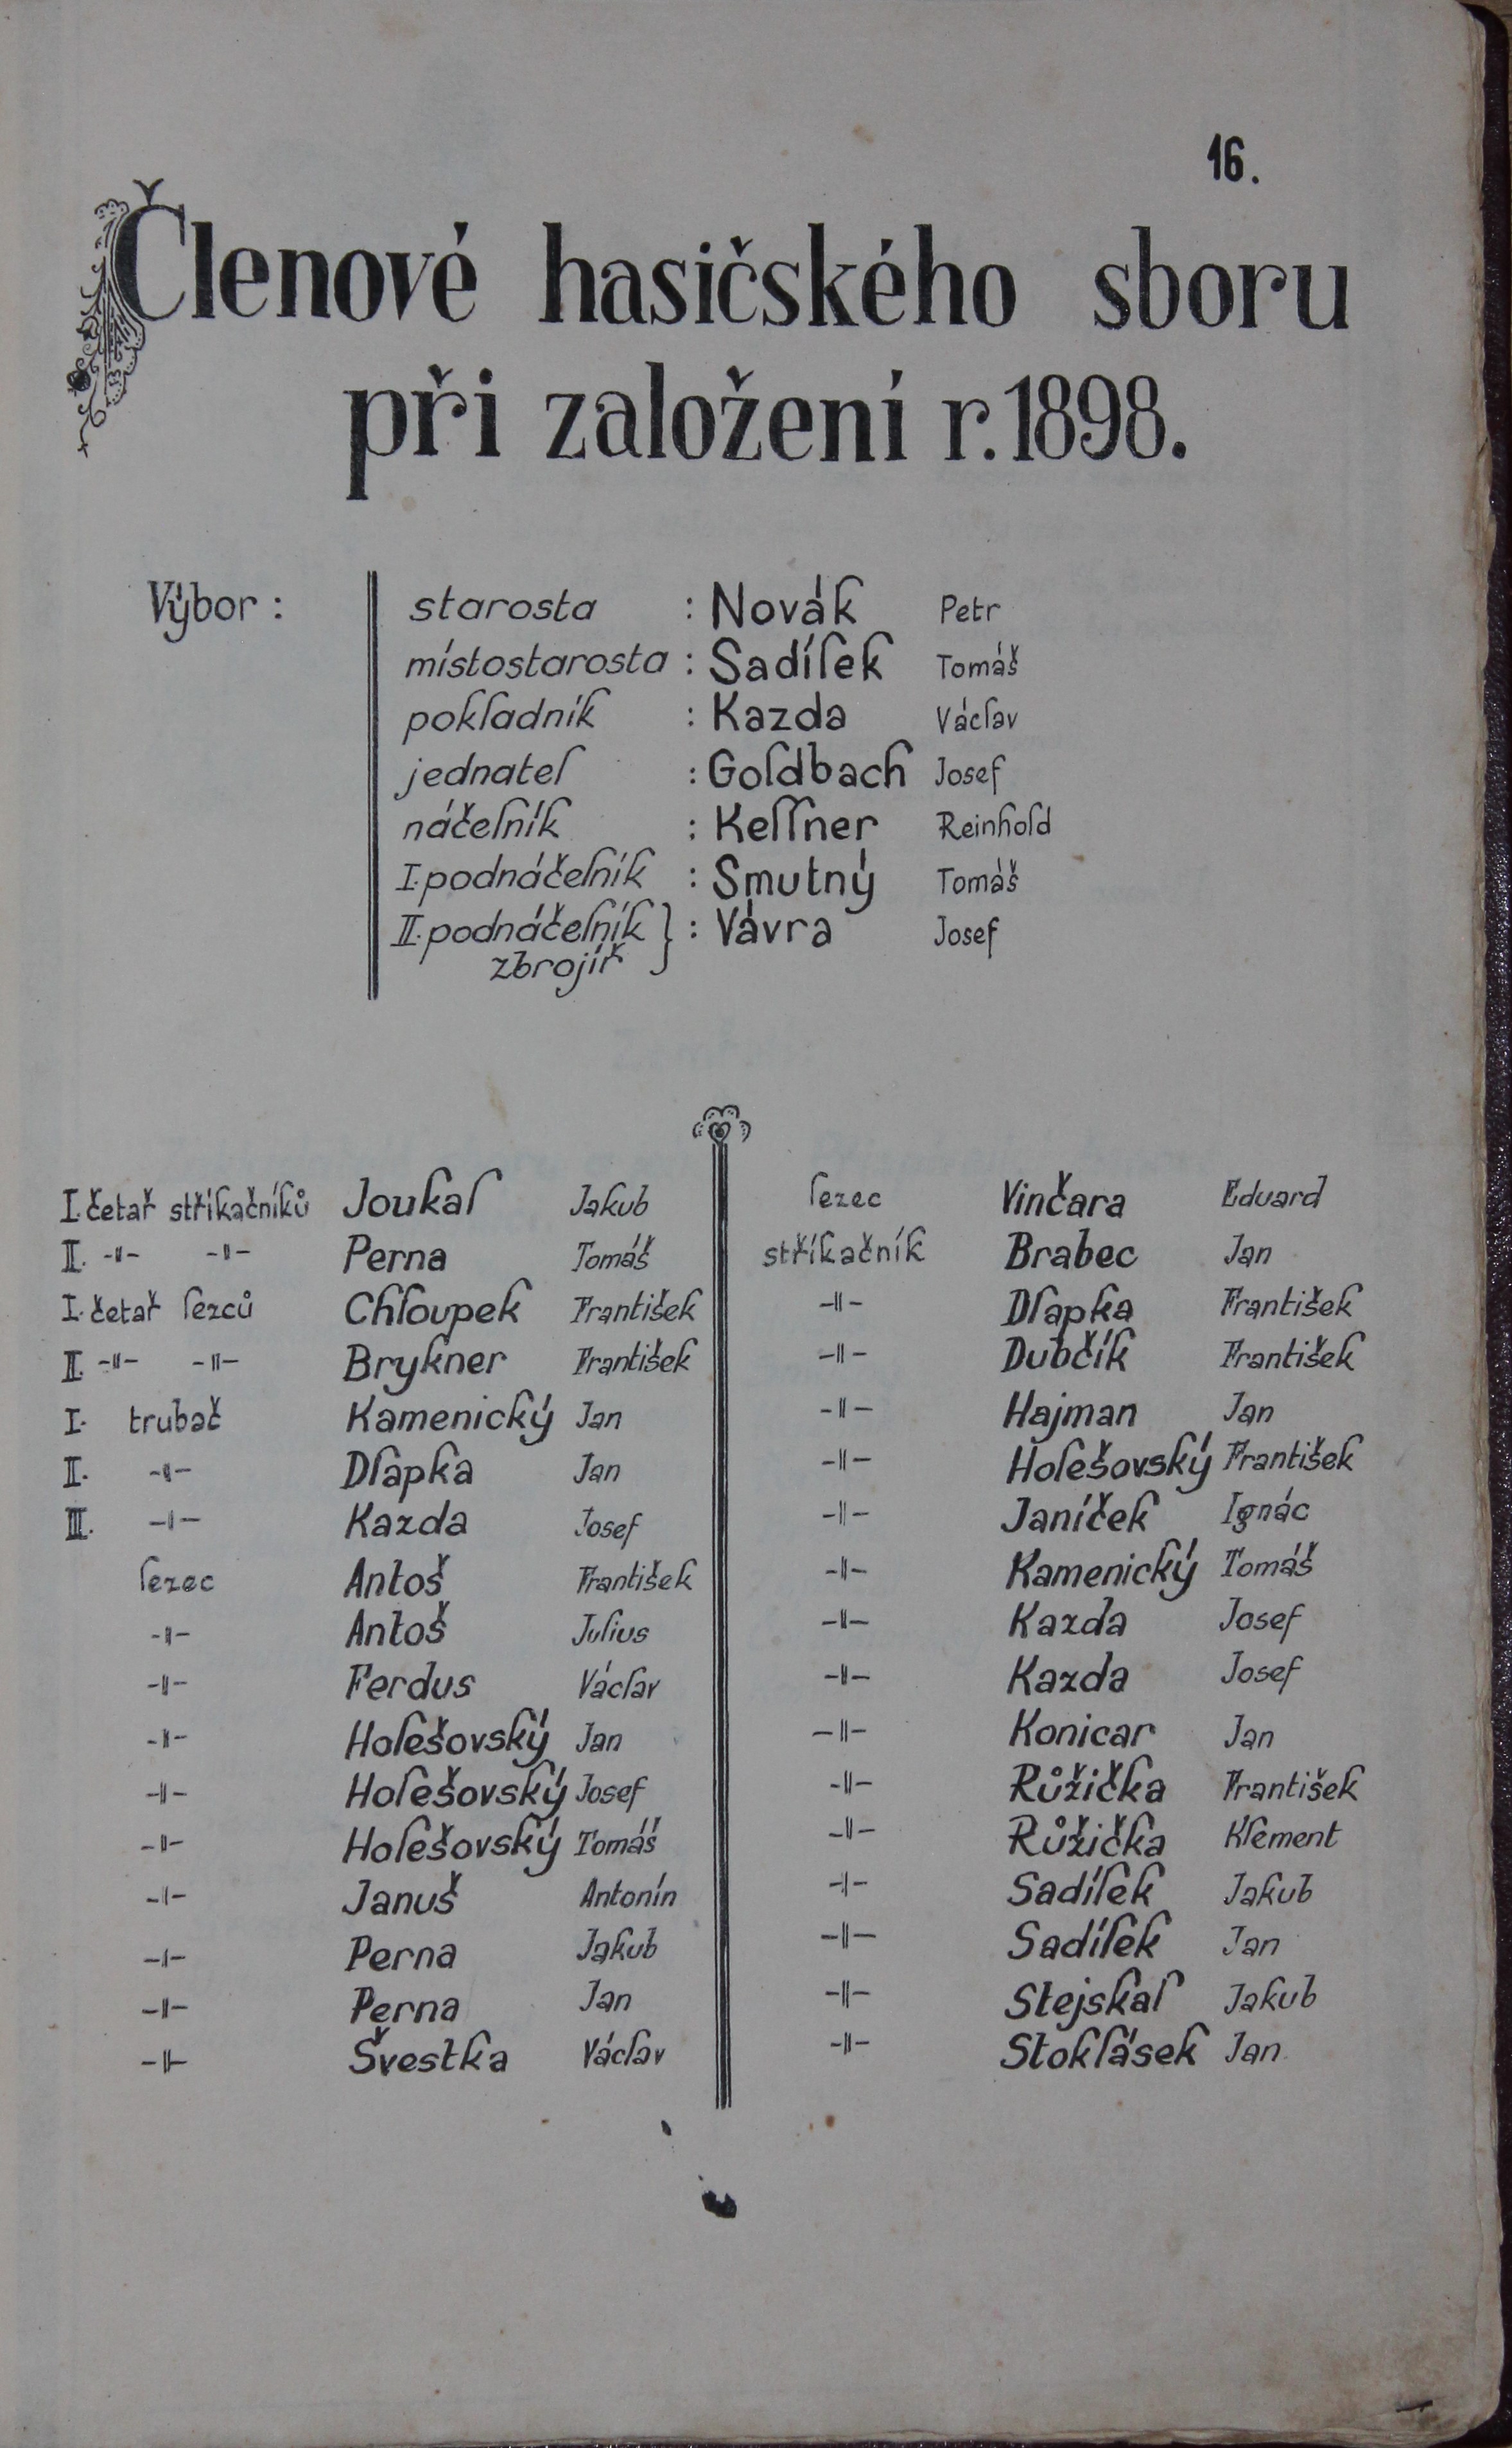 16.
Členové hasičského sboru
při založení r. 1898.
Výbor : starosta : Novák Petr
místostarosta : Sadílek Tomáš
pokladník : Kazda Václav
jednatel : Goldbach Josef
náčelník : Kellner Reinhold
I. podnáčelník : Smutný Tomáš
II. podnáčelník } : Vávra Josef
zbrojíř
I. četař stříkačníků Joukal Jakub
II. -||- -||- Perna Tomáš
I. četař lezců Chloupek František
II. -||- -||- Brykner František
I. trubač Kamenický Jan
II. -||- Dlapka Jan
III. -||- Kazda Josef
lezec Antoš František
-||- Antoš Julius
-||- Ferdus Václav
-||- Holešovský Jan
-||- Holešovský Josef
-||- Holešovský Tomáš
-||- Januš Antonín
-||- Perna Jakub
-||- Perna Jan
-||- Švestka Václav
lezec Vinčara Eduard
stříkačník Brabec Jan
-||- Dlapka František
-||- Dubčík František
-||- Hajman Jan
-||- Holešovský František
-||- Janíček Ignác
-||- Kamenický Tomáš
-||- Kazda Josef
-||- Kazda Josef
-||- Konicar Jan
-||- Růžička František
-||- Růžička Klement
-||- Sadílek Jakub
-||- Sadílek Jan
-||- Stejskal Jakub
-||- Stoklásek Jan